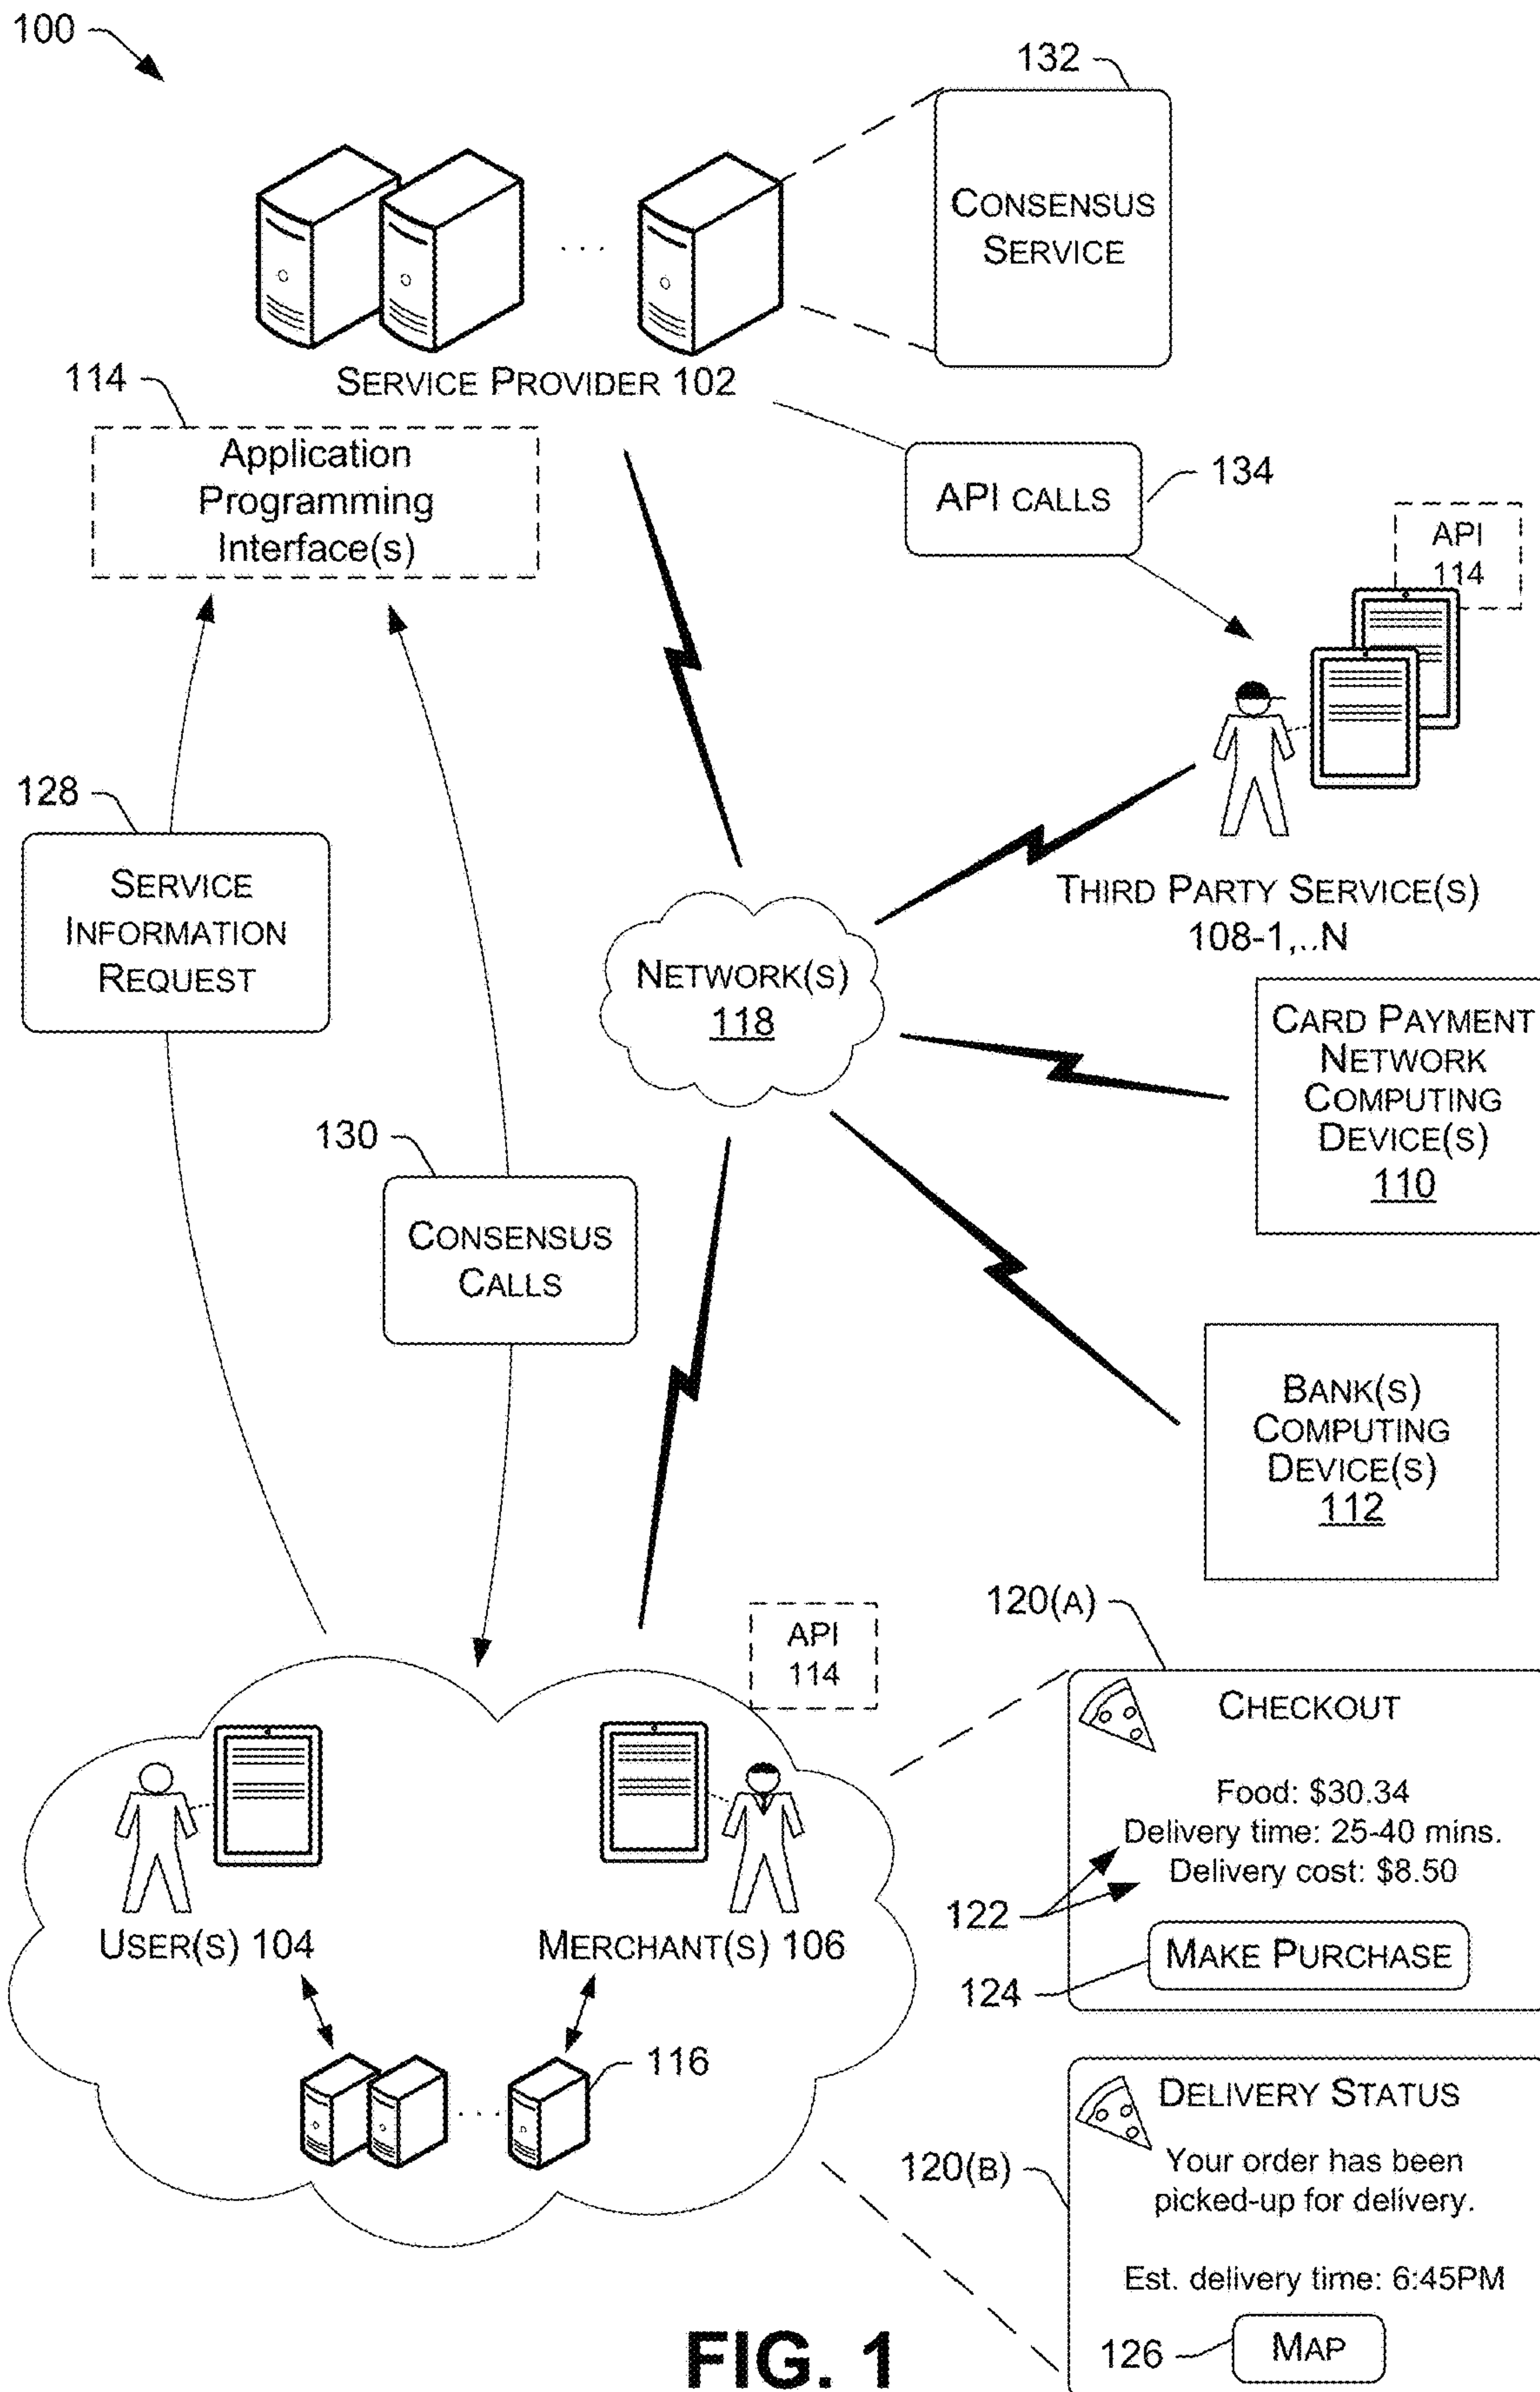 100
132
CONSENSUS
SERVICE
SERVICE PROVIDER 102
114
Application
Programming
Interface(s)
API CALLS
134
API
114
128
SERVICE
INFORMATION
REQUEST
THIRD PARTY SERVICE(S)
108-1,..N
NETWORK(S)
118
CARD PAYMENT
NETWORK
COMPUTING
DEVICE(S)
110
130
CONSENSUS
CALLS
BANK(S)
COMPUTING
DEVICE(S)
112
120(A)
API
114
CHECKOUT
Food: $30.34
Delivery time: 25-40 mins.
Delivery cost: $8.50
122
MAKE PURCHASE
124
USER(S) 104
MERCHANT(S) 106
116
120(B)
DELIVERY STATUS
Your order has been
picked-up for delivery.
Est. delivery time: 6:45PM
126
MAP
FIG. 1